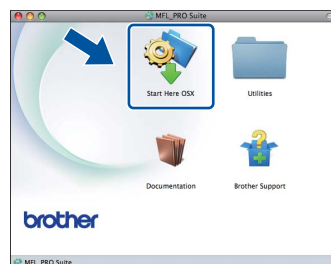 MFL_PRO Suite
Start Here OSX
Utilities
Documentation
Brother Support
brother
MFL_PRO Suite